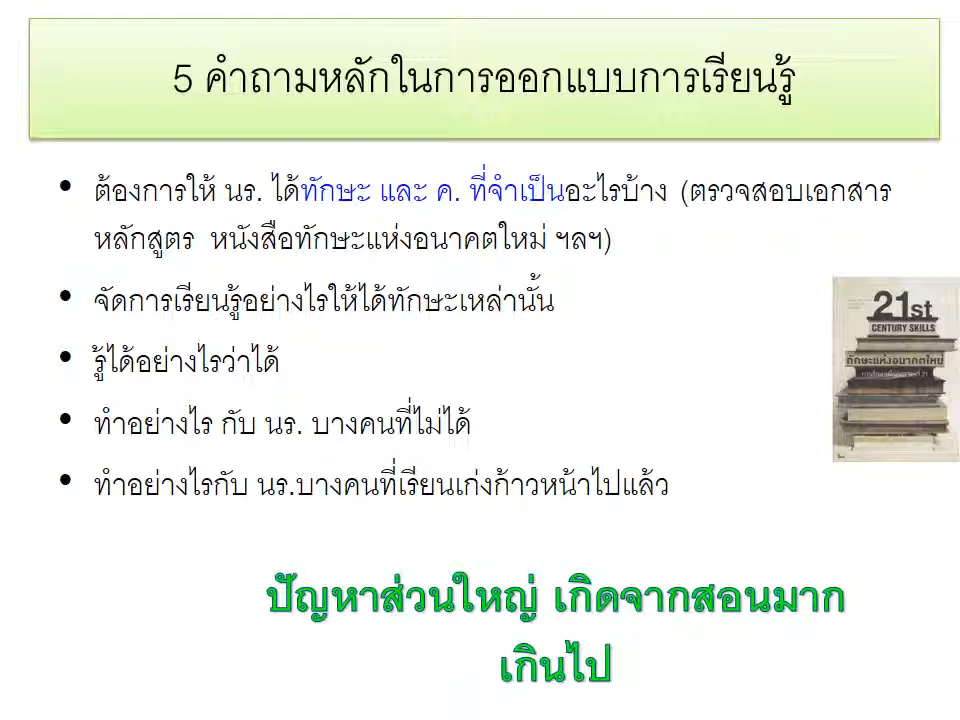 5 คำถามหลักในการออกแบบการเรียนรู้
• ต้องการให้ นร. ได้ทักษะ และ ค. ที่จำเป็นอะไรบ้าง (ตรวจสอบเอกสาร
หลักสูตร หนังสือทักษะแห่งอนาคตใหม่ ฯลฯ)
• จัดการเรียนรู้อย่างไรให้ได้ทักษะเหล่านั้น
21st
CENTURY SKILLS
ทักษะแห่งอนาคตใหม่
• รู้ได้อย่างไรว่าได้
• ทำอย่างไร กับ นร. บางคนที่ไม่ได้
• ทำอย่างไรกับ นร.บางคนที่เรียนเก่งก้าวหน้าไปแล้ว
ปัญหาส่วนใหญ่ เกิดจากสอนมาก
เกินไป